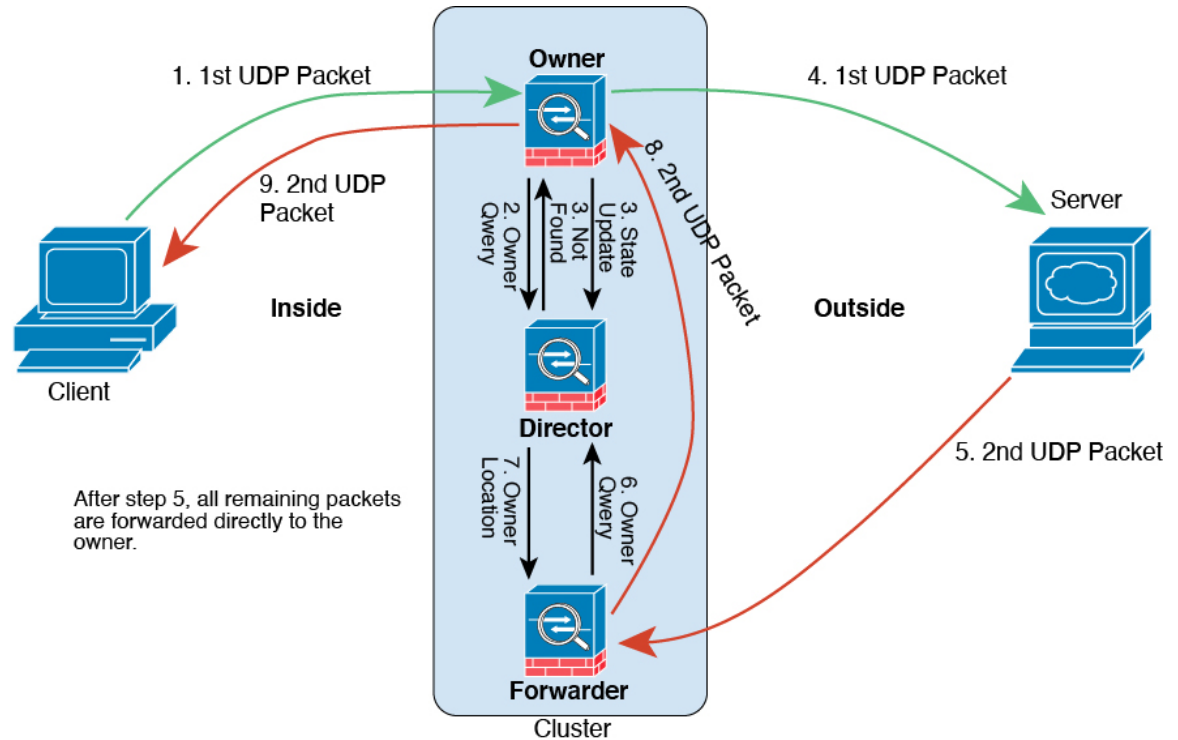 Owner
1. 1st UDP Packet
4. 1st UDP Packet
9. 2nd UDP
Packet
2. Owner
Qwery
3. Not
Found
3. State
Update
8. 2nd UDP Packet
Server
Inside
Outside
Client
Director
5. 2nd UDP Packet
7. Owner
Location
6. Owner
Qwery
After step 5, all remaining packets
are forwarded directly to the
owner.
Forwarder
Cluster